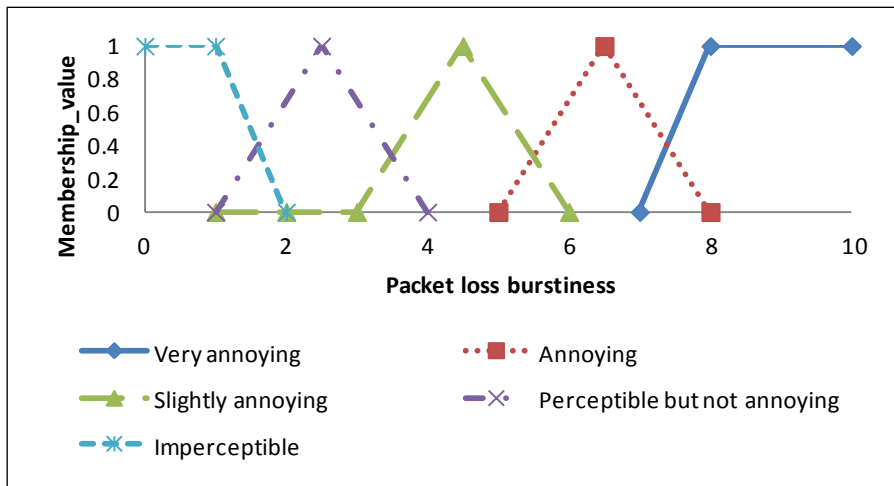 Membership_value
1
0.8
0.6
0.4
0.2
0
0 2 4 6 8 10
Packet loss burstiness
Very annoying
Annoying
Slightly annoying
Perceptible but not annoying
Imperceptible